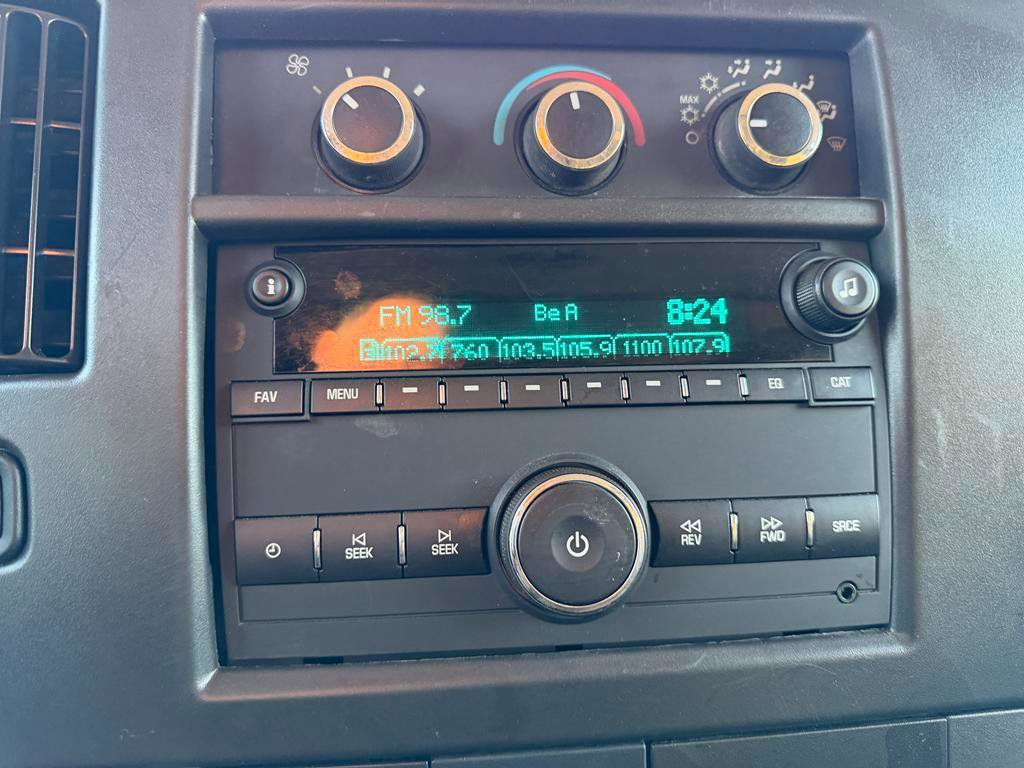 MAX
i
FM 98.7 Be A 8:24
3 102.7 760 103.5 105.9 1100 107.9
FAV MENU EQ CAT
SEEK SEEK REV FWD SRCE